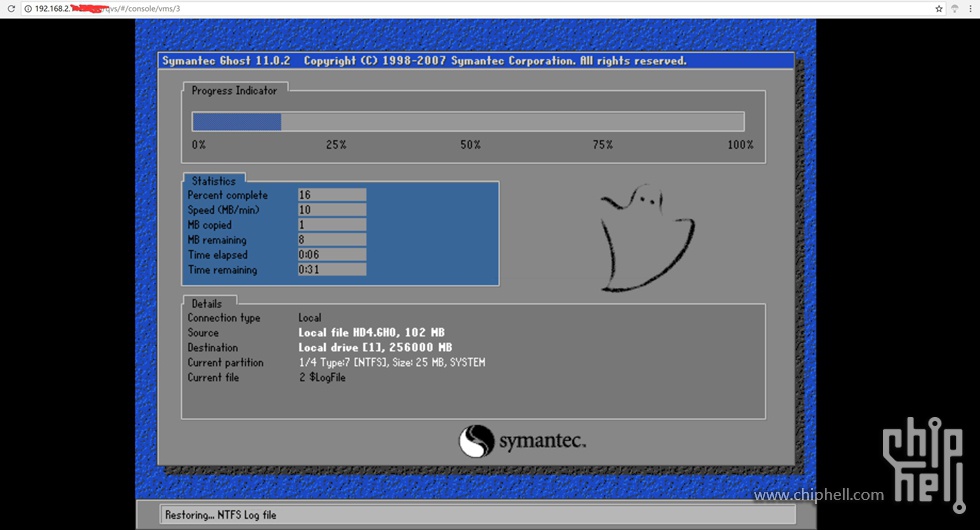 192.168.2. qvs/#/console/vms/3
Symantec Ghost 11.0.2 Copyright (C) 1998-2007 Symantec Corporation. All rights reserved.
Progress Indicator
0% 25% 50% 75% 100%
Statistics
Percent complete 16
Speed (MB/min) 10
MB copied 1
MB remaining 8
Time elapsed 0:06
Time remaining 0:31
Details
Connection type Local
Source Local file HD4.GHO, 102 MB
Destination Local drive [1], 256000 MB
Current partition 1/4 Type:7 [NTFS], Size: 25 MB, SYSTEM
Current file 2 $LogFile
symantec.
chip
hell
www.chiphell.com
Restoring... NTFS Log file